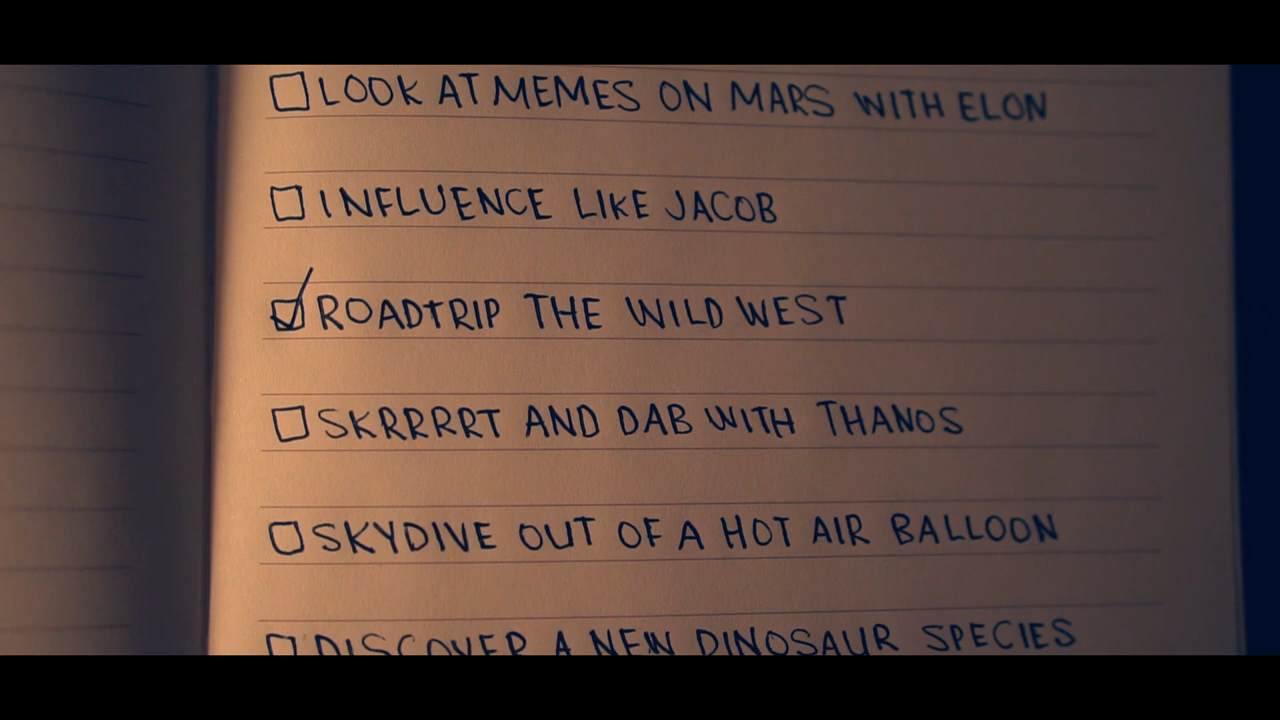 LOOK AT MEMES ON MARS WITH ELON
INFLUENCE LIKE JACOB
ROADTRIP THE WILD WEST
SKRRRRT AND DAB WITH THANOS
SKYDIVE OUT OF A HOT AIR BALLOON
DISCOVER A NEW DINOSAUR SPECIES